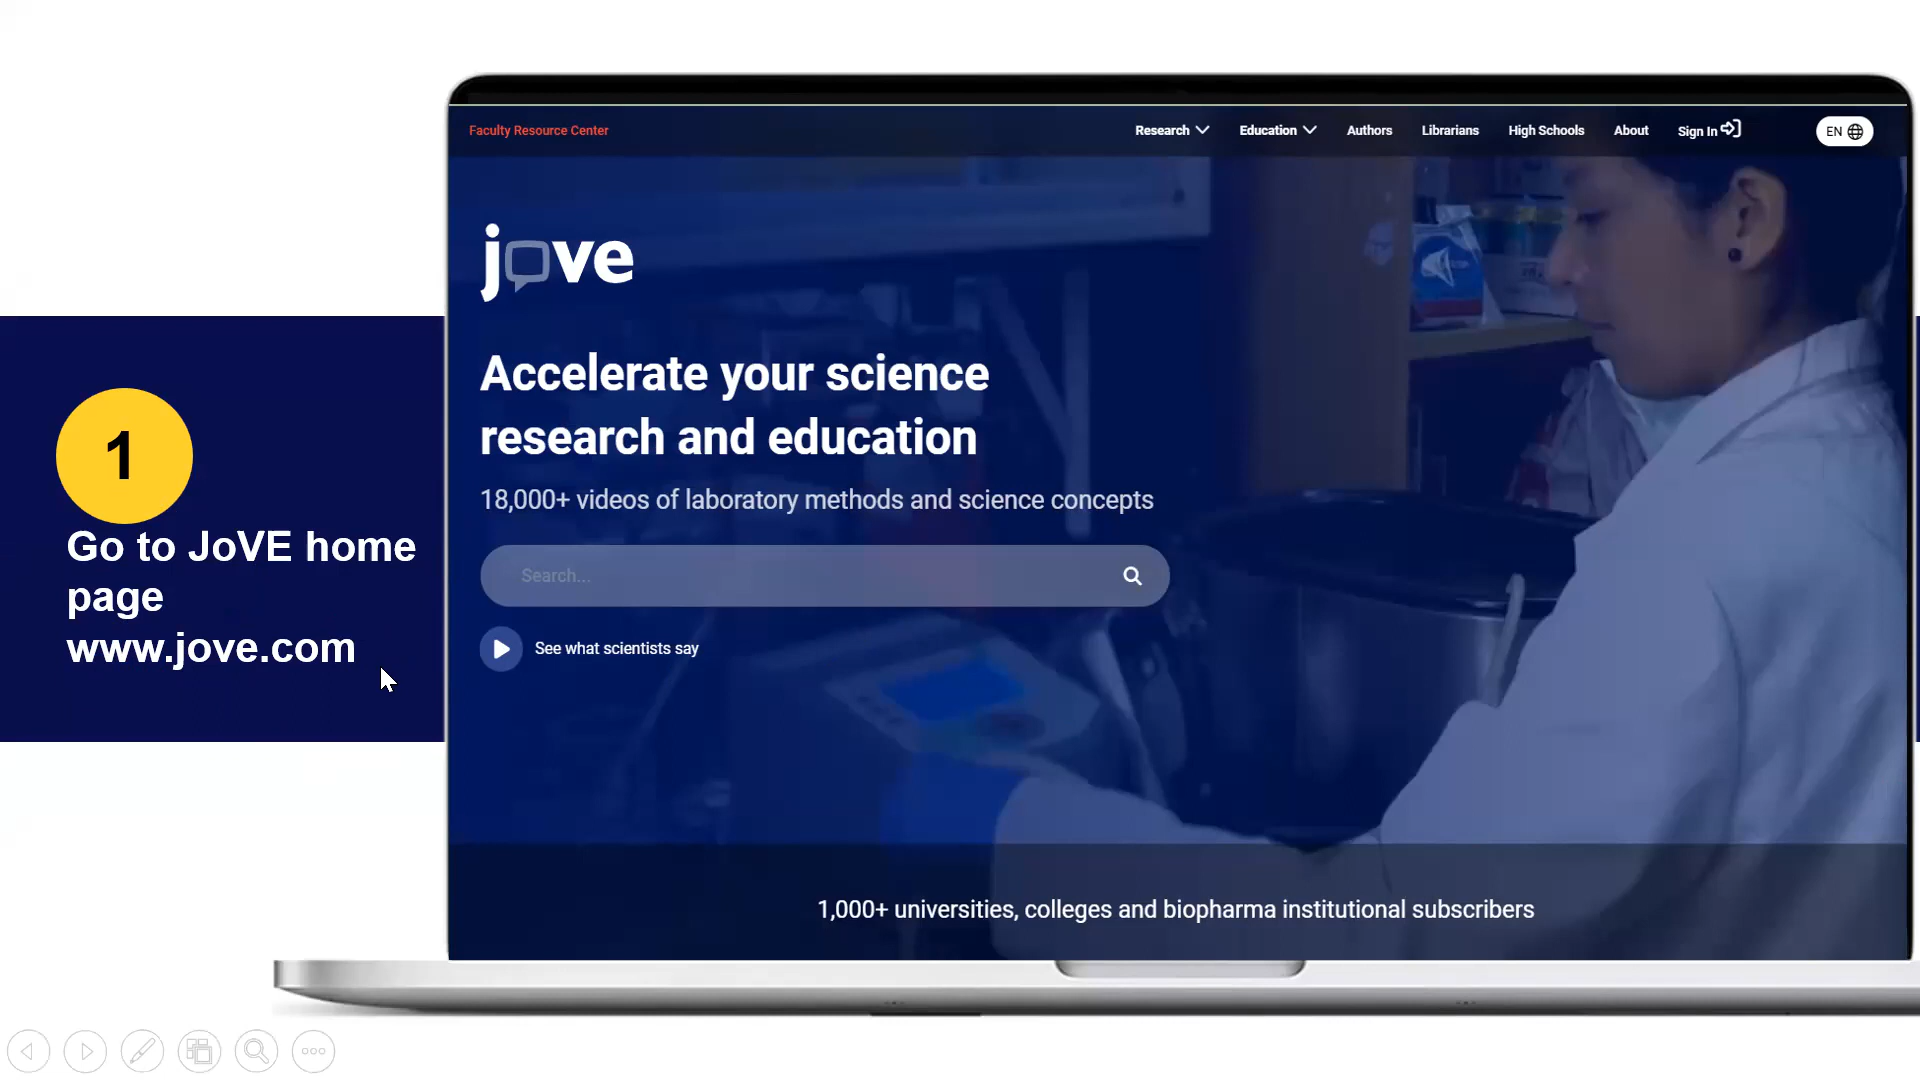 1
Go to JoVE home
page
www.jove.com
Faculty Resource Center
Research
Education
Authors
Librarians
High Schools
About
Sign In
EN
jove
Accelerate your science
research and education
18,000+ videos of laboratory methods and science concepts
Search...
See what scientists say
1,000+ universities, colleges and biopharma institutional subscribers